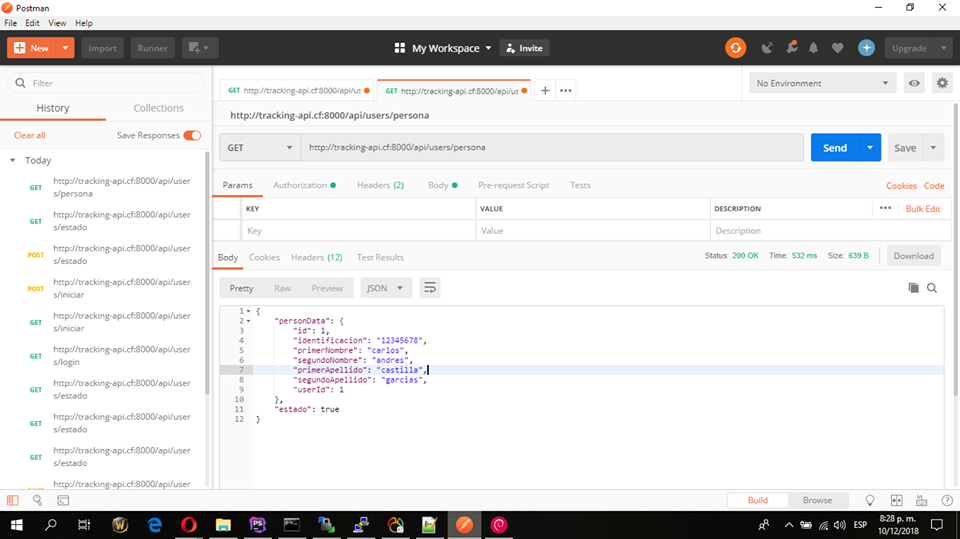 Postman
File Edit View Help
New Import Runner My Workspace Invite Upgrade
Filter
History Collections
Clear all Save Responses
Today
GET http://tracking-api.cf:8000/api/users/persona
GET http://tracking-api.cf:8000/api/users/estado
POST http://tracking-api.cf:8000/api/users/estado
POST http://tracking-api.cf:8000/api/users/iniciar
GET http://tracking-api.cf:8000/api/users/iniciar
GET http://tracking-api.cf:8000/api/users/login
GET http://tracking-api.cf:8000/api/users/estado
GET http://tracking-api.cf:8000/api/users/estado
GET http://tracking-api.cf:8000/api/users/estado
POST http://tracking-api.cf:8000/api/users
GET http://tracking-api.cf:8000/api/us
GET http://tracking-api.cf:8000/api/us
No Environment
http://tracking-api.cf:8000/api/users/persona
GET http://tracking-api.cf:8000/api/users/persona Send Save
Params Authorization Headers (2) Body Pre-request Script Tests Cookies Code
KEY VALUE DESCRIPTION Bulk Edit
Key Value Description
Body Cookies Headers (12) Test Results Status: 200 OK Time: 532 ms Size: 639 B Download
Pretty Raw Preview JSON
1 {
2 "personData": {
3 "id": 1,
4 "identificacion": "12345678",
5 "primerNombre": "carlos",
6 "segundoNombre": "andres",
7 "primerApellido": "castilla",
8 "segundoApellido": "garcias",
9 "userId": 1
10 },
11 "estado": true
12 }
Build Browse
ESP
8:28 p. m.
10/12/2018